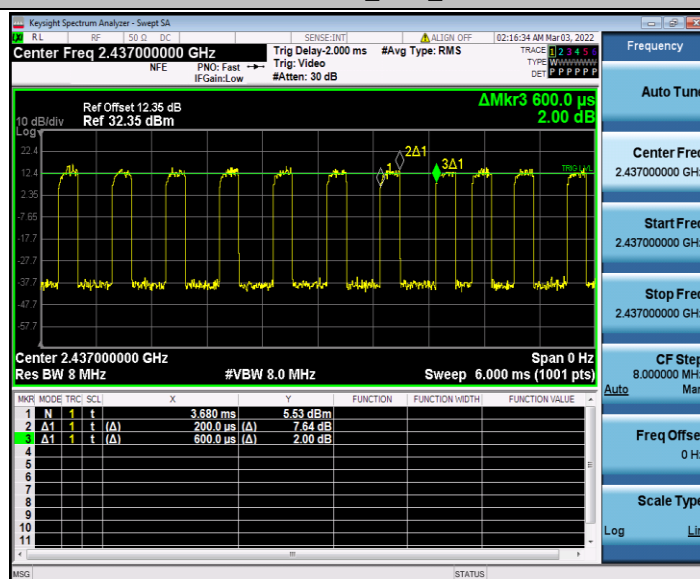 Keysight Spectrum Analyzer - Swept SA
RL RF 50 Ω DC SENSE:INT ALIGN OFF 02:16:34 AM Mar 03, 2022
Center Freq 2.437000000 GHz
NFE PNO: Fast IFGain:Low
Trig Delay-2.000 ms #Avg Type: RMS
Trig: Video
#Atten: 30 dB
TRACE 1 2 3 4 5 6
TYPE WWWWWW
DET P P P P P P
Ref Offset 12.35 dB
10 dB/div Ref 32.35 dBm
ΔMkr3 600.0 µs
2.00 dB
Log
22.4
12.4
2.35
-7.65
-17.7
-27.7
-37.7
-47.7
-57.7
1
2Δ1
3Δ1
TRIG LVL
Center 2.437000000 GHz Span 0 Hz
Res BW 8 MHz #VBW 8.0 MHz Sweep 6.000 ms (1001 pts)
MKR MODE TRC SCL X Y FUNCTION FUNCTION WIDTH FUNCTION VALUE
1 N 1 t 3.680 ms 5.53 dBm
2 Δ1 1 t (Δ) 200.0 µs (Δ) 7.64 dB
3 Δ1 1 t (Δ) 600.0 µs (Δ) 2.00 dB
4
5
6
7
8
9
10
11
MSG STATUS
Frequency
Auto Tune
Center Freq
2.437000000 GHz
Start Freq
2.437000000 GHz
Stop Freq
2.437000000 GHz
CF Step
8.000000 MHz
Auto Man
Freq Offset
0 Hz
Scale Type
Log Lin